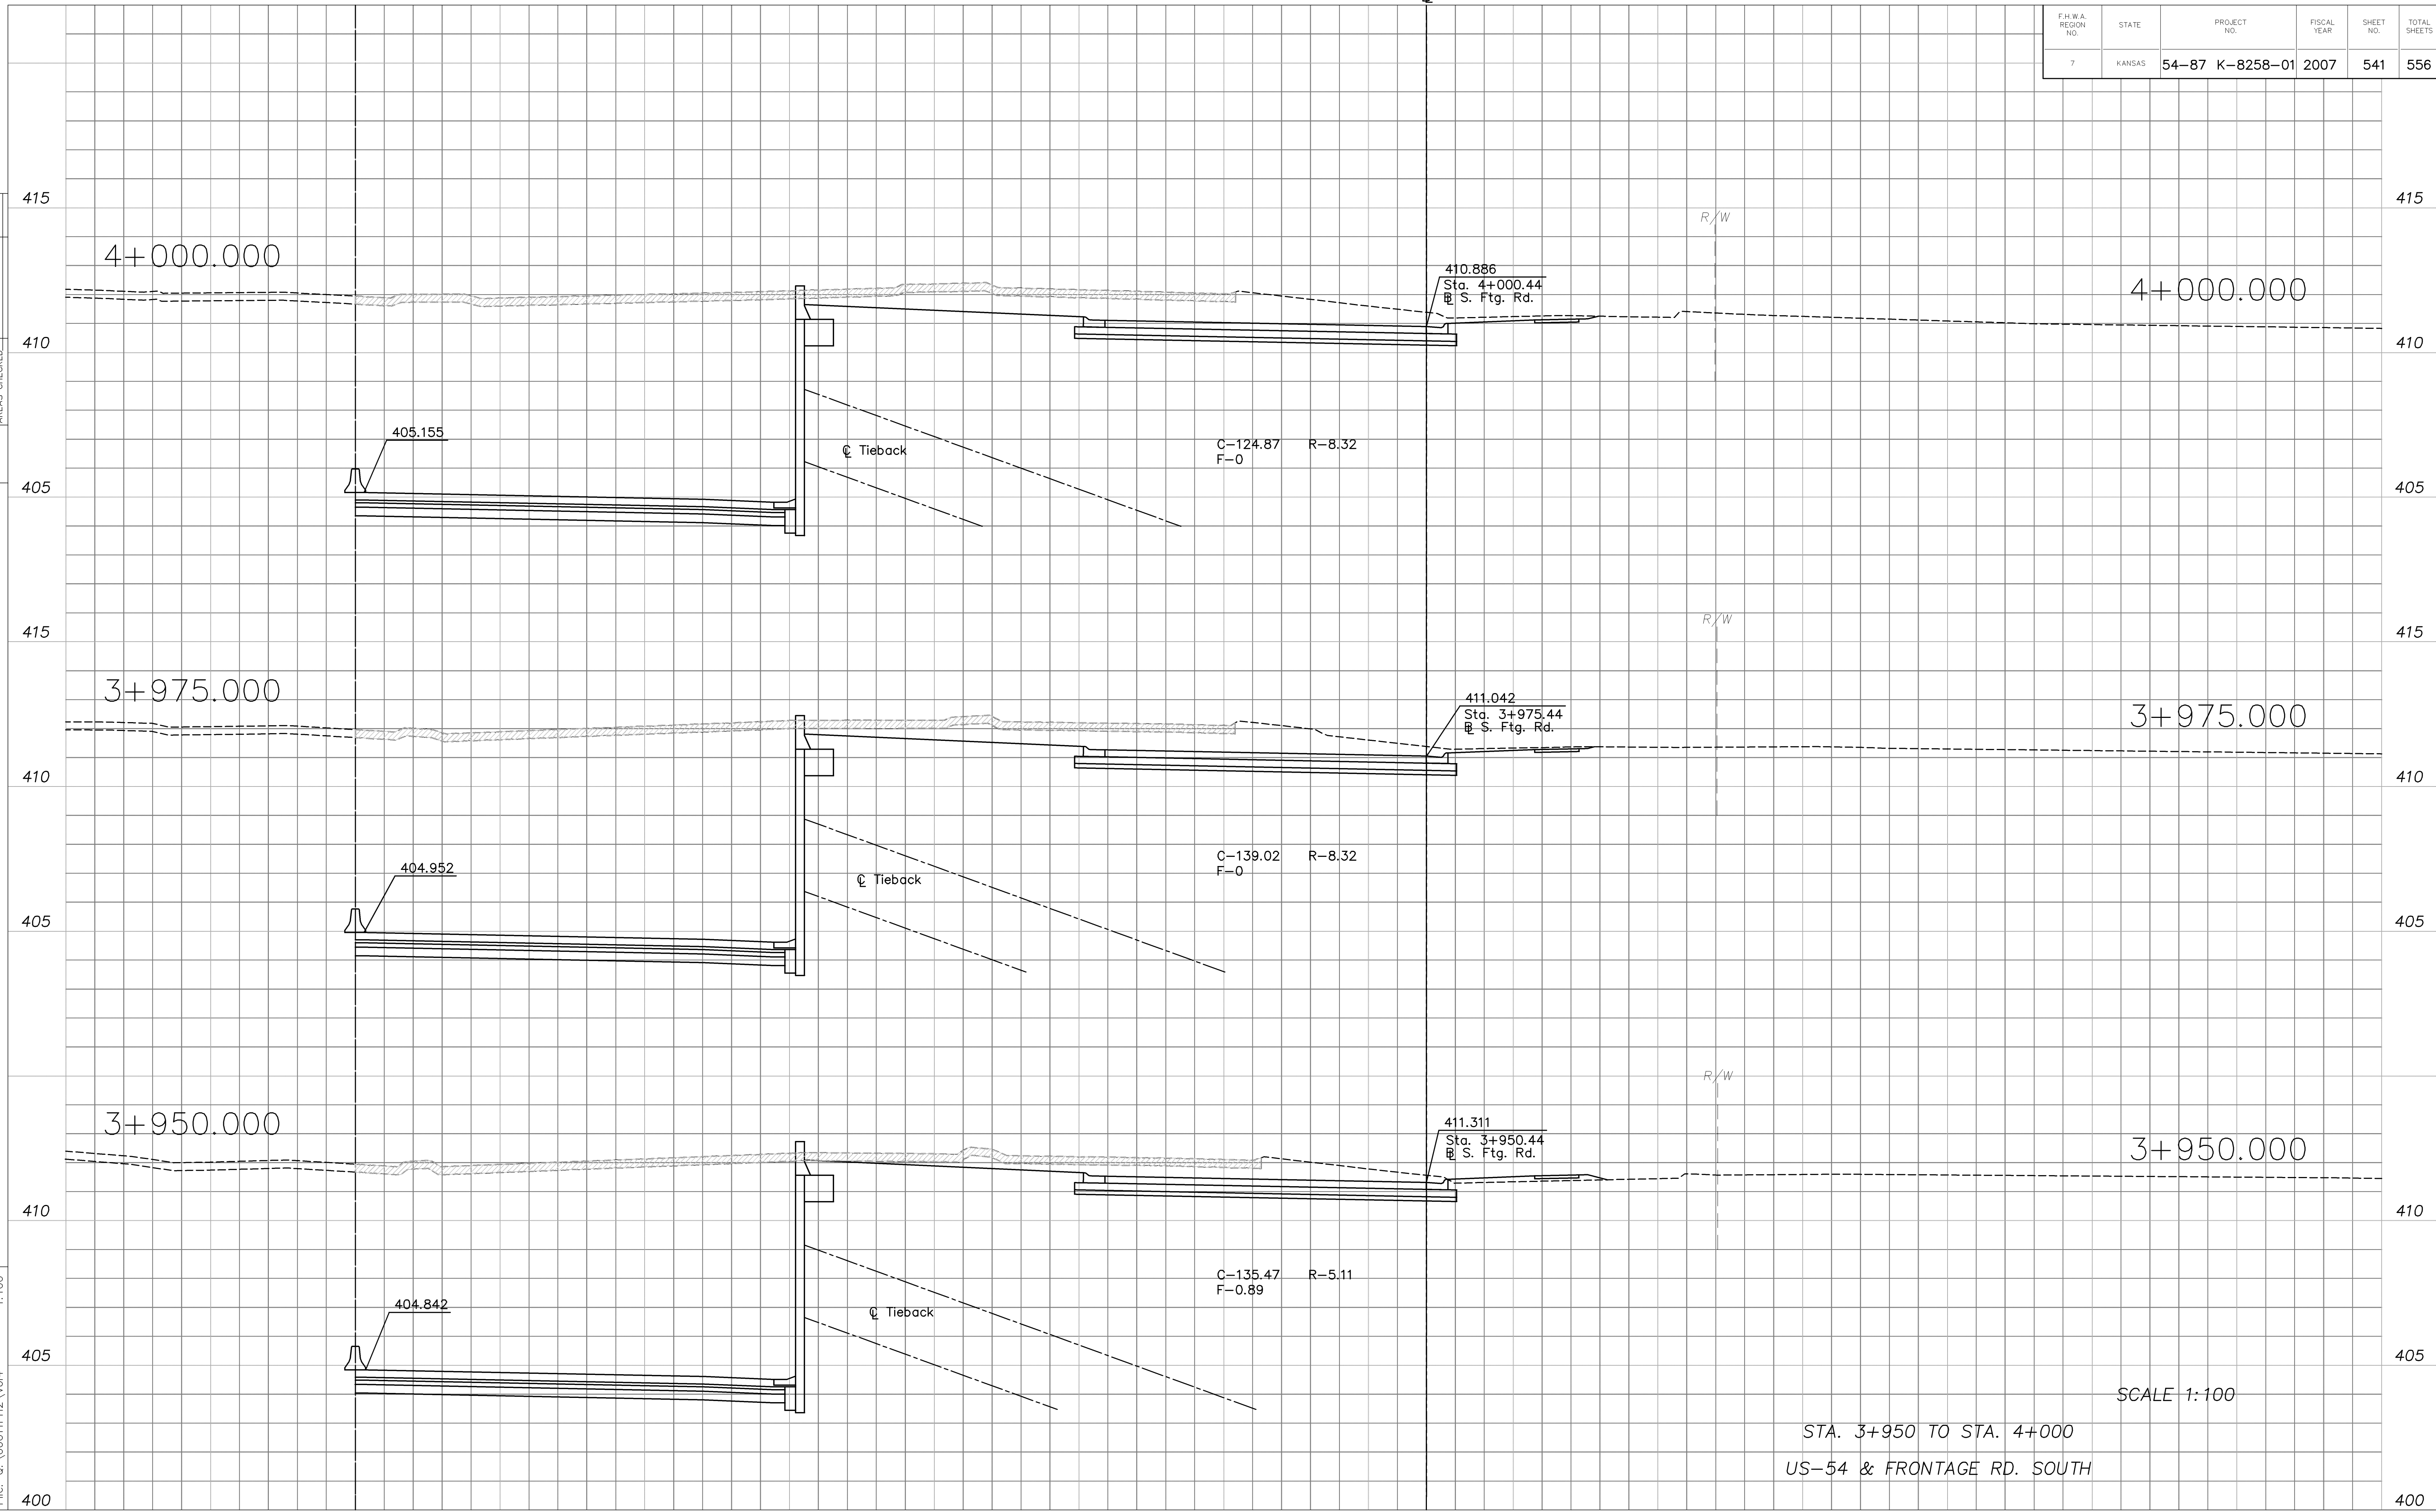 F.H.W.A. REGION NO.
STATE
PROJECT NO.
FISCAL YEAR
SHEET NO.
TOTAL SHEETS
7
KANSAS
54-87 K-8258-01
2007
541
556
415
415
R/W
4+000.000
410.886
Sta. 4+000.44
℄ S. Ftg. Rd.
4+000.000
410
410
405.155
℄ Tieback
C-124.87 R-8.32
F-0
405
405
R/W
415
415
3+975.000
411.042
Sta. 3+975.44
℄ S. Ftg. Rd.
3+975.000
410
410
404.952
℄ Tieback
C-139.02 R-8.32
F-0
405
405
R/W
3+950.000
411.311
Sta. 3+950.44
℄ S. Ftg. Rd.
3+950.000
410
410
404.842
℄ Tieback
C-135.47 R-5.11
F-0.89
405
405
SCALE 1:100
STA. 3+950 TO STA. 4+000
US-54 & FRONTAGE RD. SOUTH
400
400